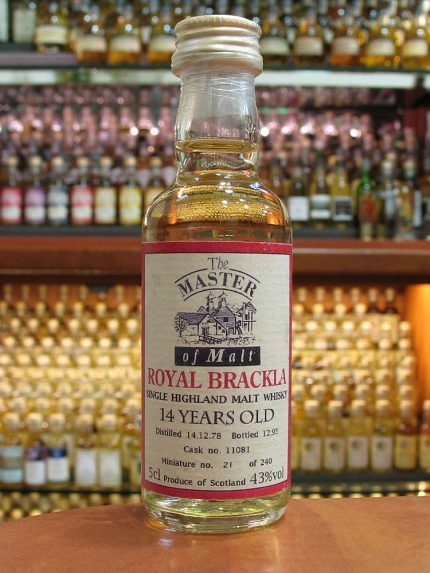 The
MASTER
of Malt
ROYAL BRACKLA
SINGLE HIGHLAND MALT WHISKY
14 YEARS OLD
Distilled 14.12.78 Bottled 12.93
Cask no 11081
Miniature no. 21 of 240
5cl Produce of Scotland 43%vol